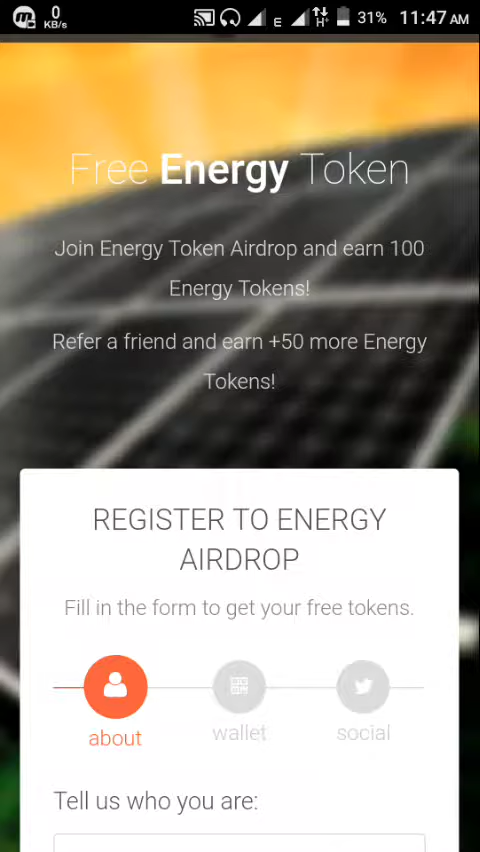 0
KB/s
E
H+
31%
11:47 AM
Free Energy Token
Join Energy Token Airdrop and earn 100
Energy Tokens!
Refer a friend and earn +50 more Energy
Tokens!
REGISTER TO ENERGY
AIRDROP
Fill in the form to get your free tokens.
about
wallet
social
Tell us who you are: